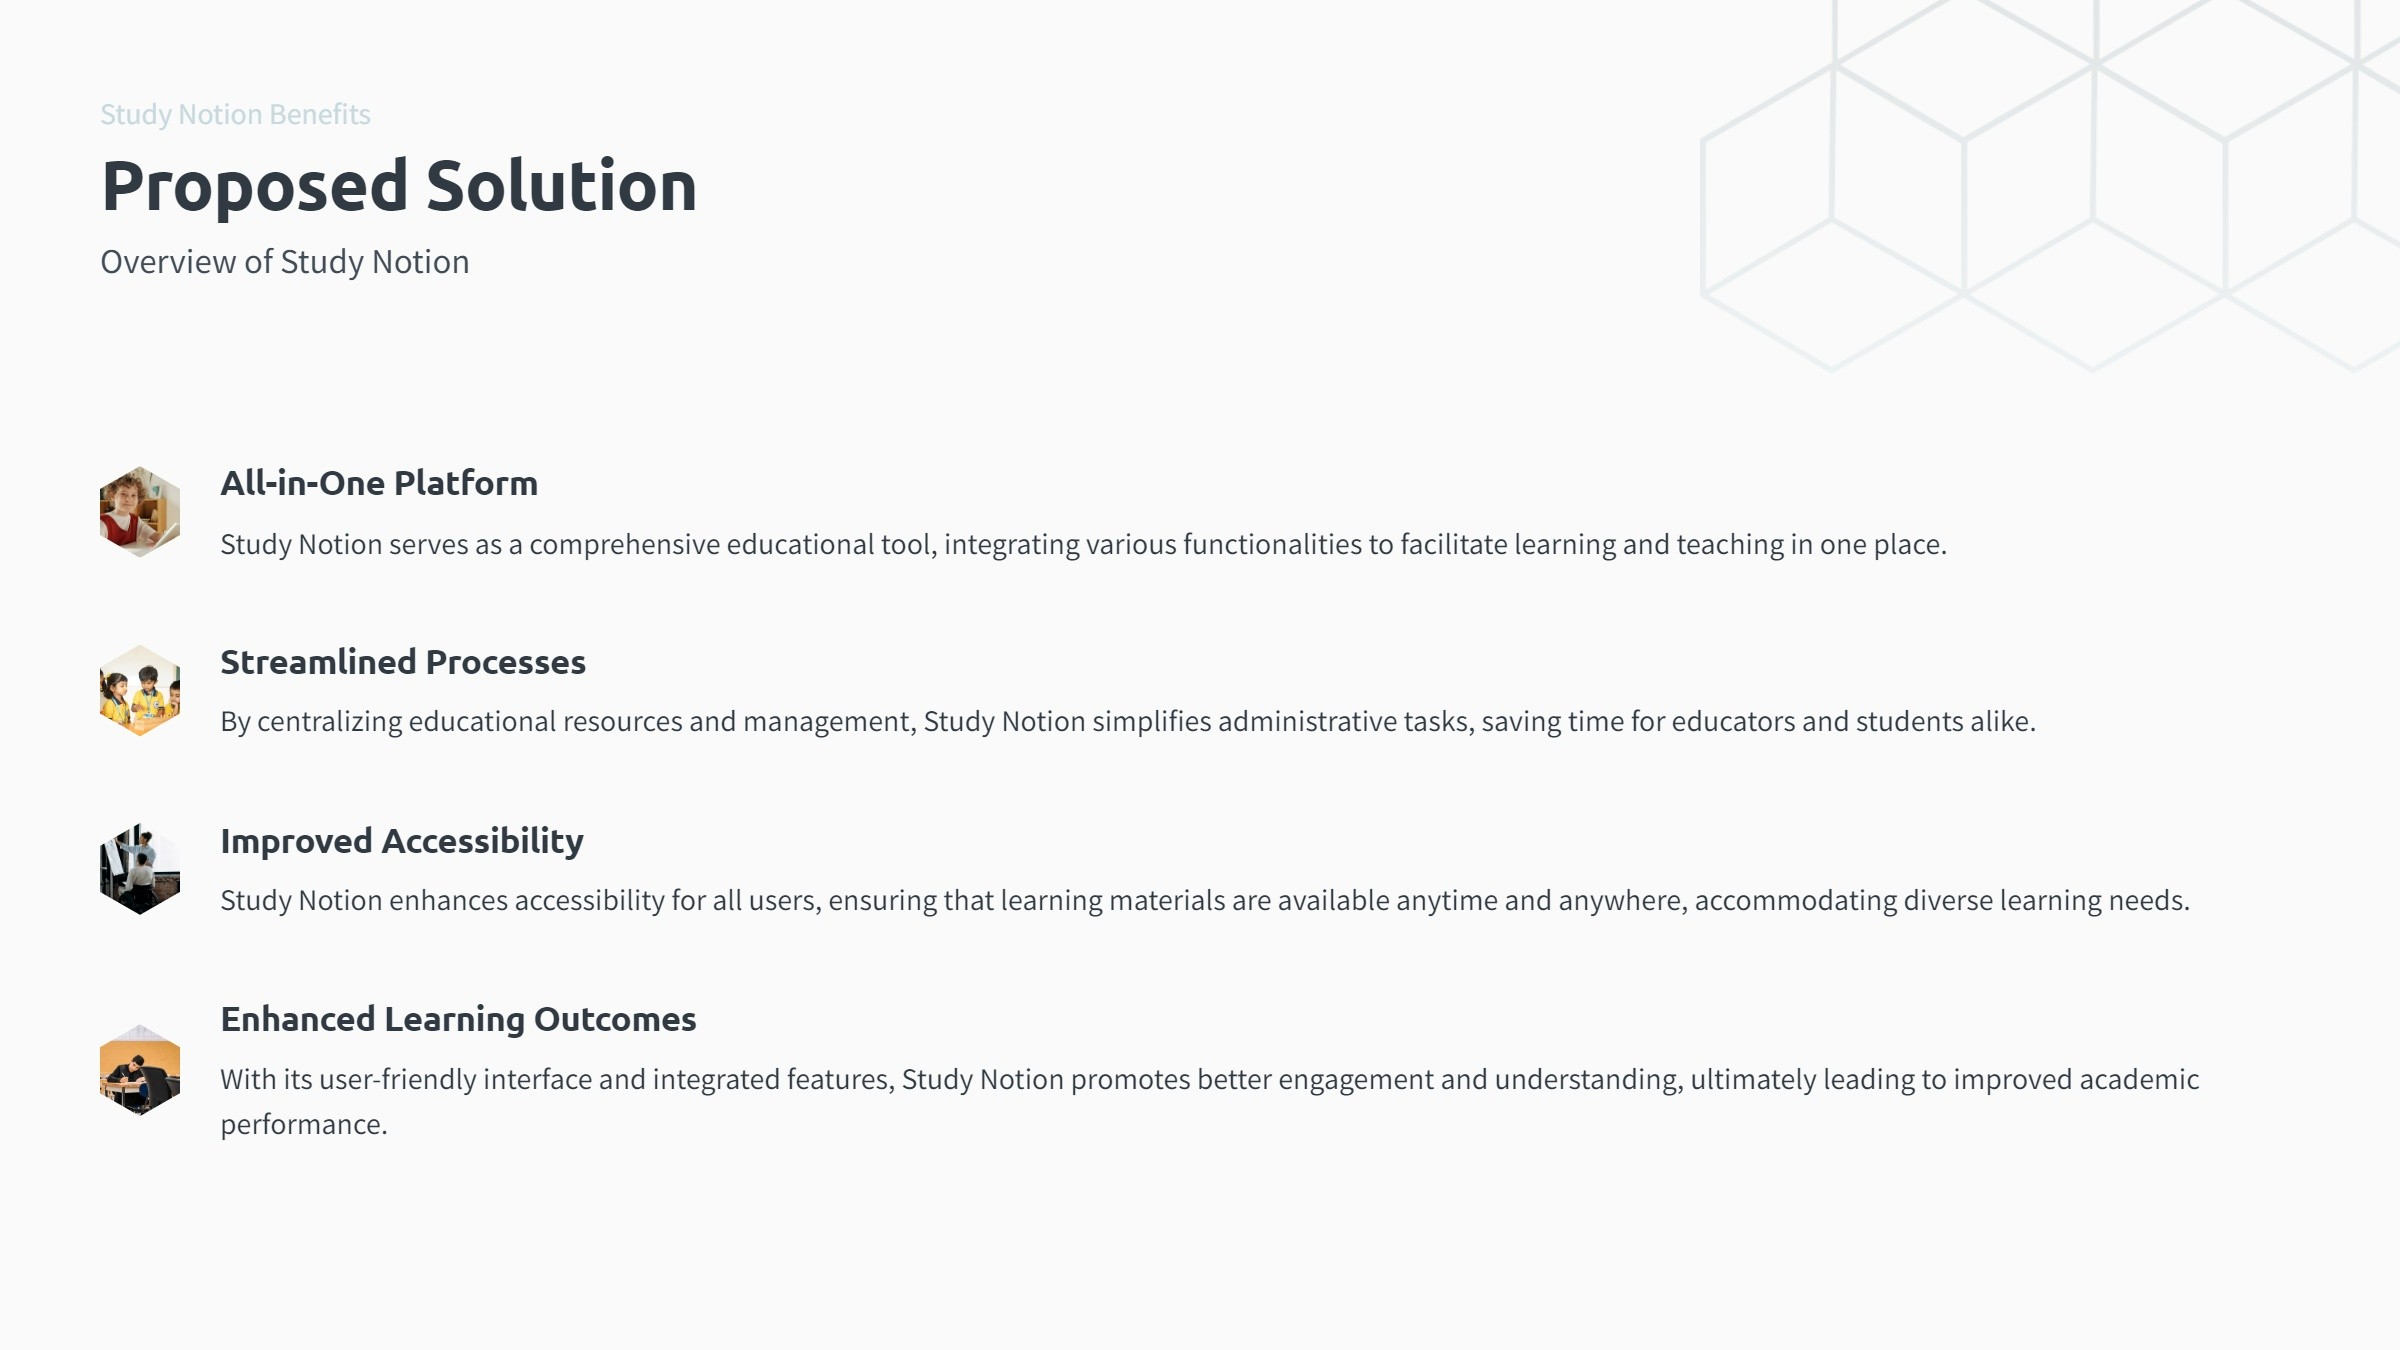 Study Notion Benefits
Proposed Solution
Overview of Study Notion
All-in-One Platform
Study Notion serves as a comprehensive educational tool, integrating various functionalities to facilitate learning and teaching in one place.
Streamlined Processes
By centralizing educational resources and management, Study Notion simplifies administrative tasks, saving time for educators and students alike.
Improved Accessibility
Study Notion enhances accessibility for all users, ensuring that learning materials are available anytime and anywhere, accommodating diverse learning needs.
Enhanced Learning Outcomes
With its user-friendly interface and integrated features, Study Notion promotes better engagement and understanding, ultimately leading to improved academic
performance.